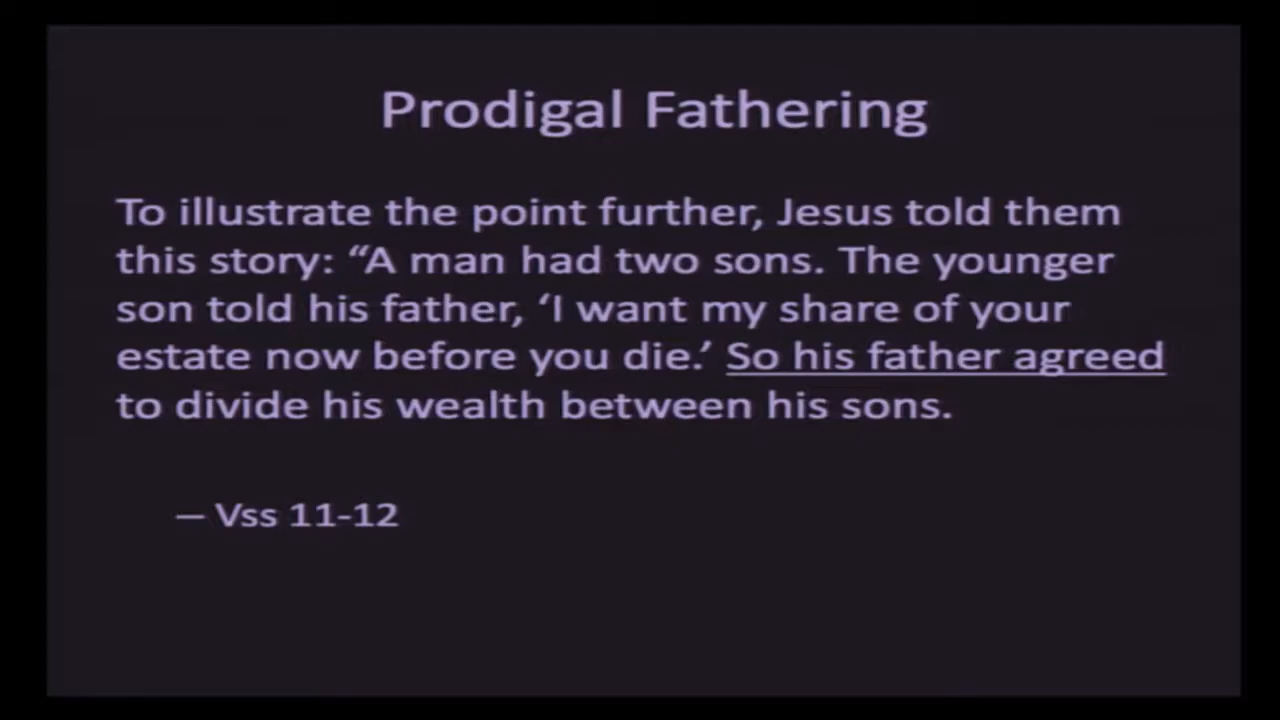 Prodigal Fathering
To illustrate the point further, Jesus told them
this story: “A man had two sons. The younger
son told his father, ‘I want my share of your
estate now before you die.’ So his father agreed
to divide his wealth between his sons.
– Vss 11-12